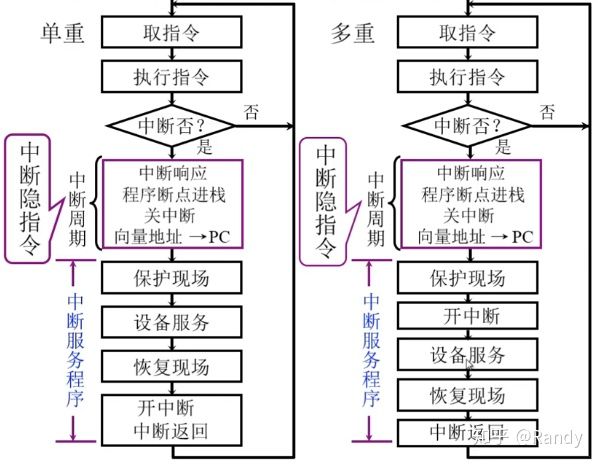 单重
取指令
执行指令
中断否？
否
是
中断隐指令
中断周期
中断响应
程序断点进栈
关中断
向量地址 →PC
中断服务程序
保护现场
设备服务
恢复现场
开中断
中断返回
多重
取指令
执行指令
中断否？
否
是
中断隐指令
中断周期
中断响应
程序断点进栈
关中断
向量地址 →PC
中断服务程序
保护现场
开中断
设备服务
恢复现场
中断返回
知乎 @Randy